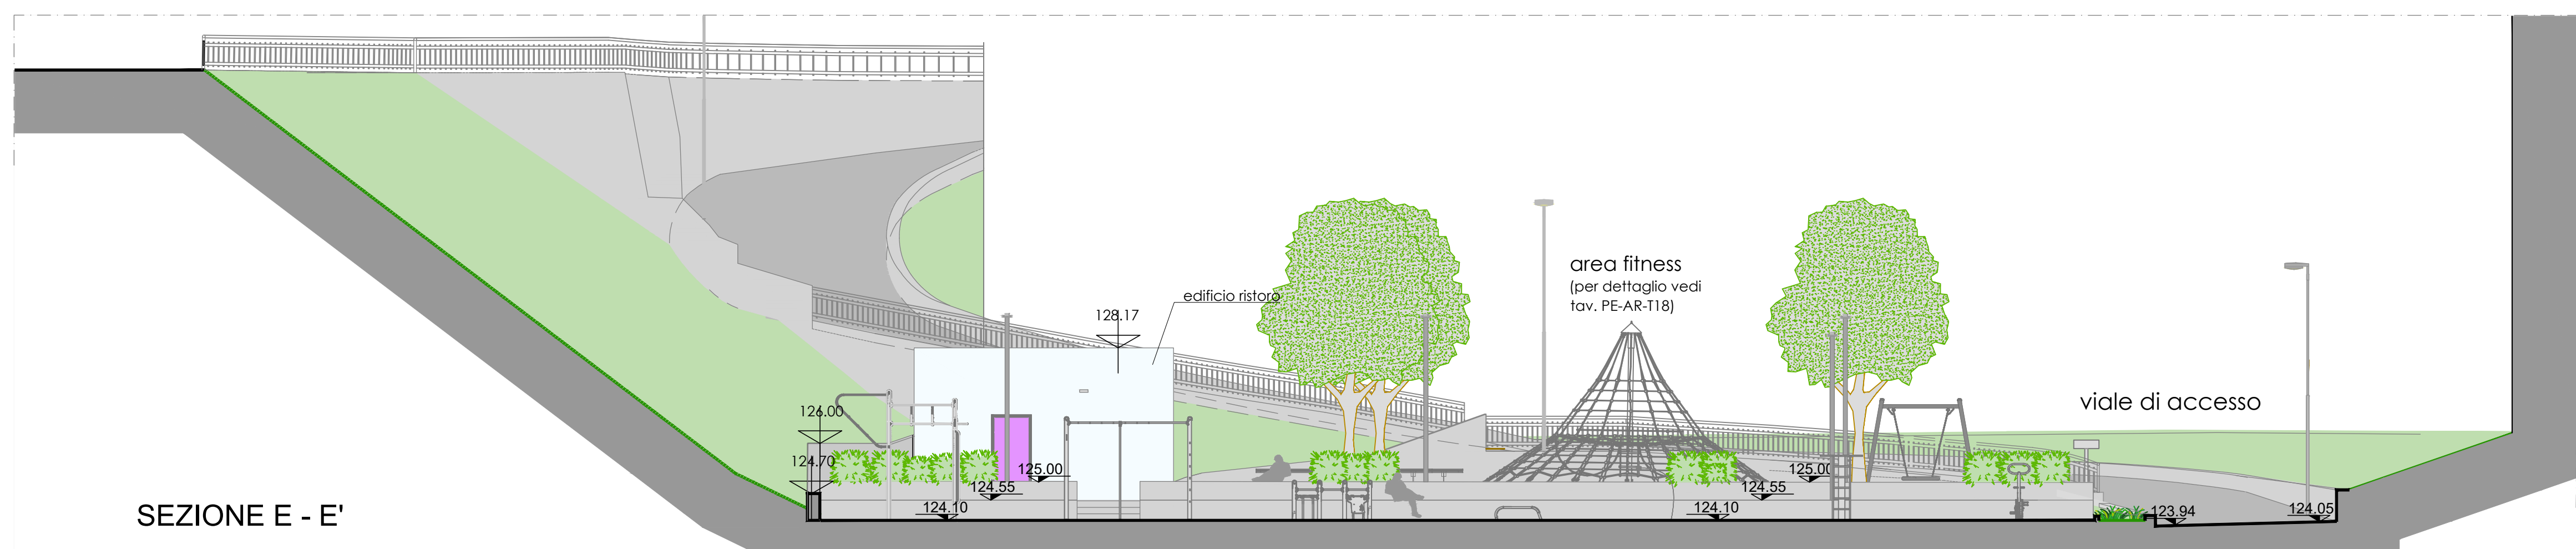 area fitness
(per dettaglio vedi
tav. PE-AR-T18)
edificio ristoro
128.17
viale di accesso
126.00
124.70
125.00
125.00
124.55
124.55
124.10
124.10
123.94
124.05
SEZIONE E - E'